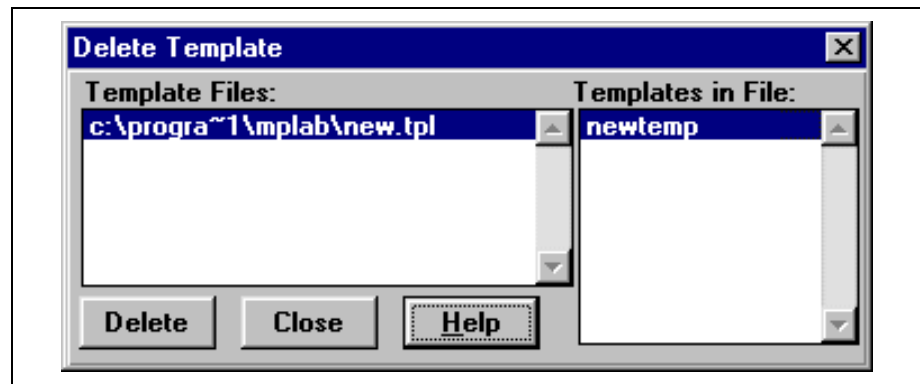 Delete Template
Template Files:
Templates in File:
c:\progra~1\mplab\new.tpl
newtemp
Delete
Close
Help